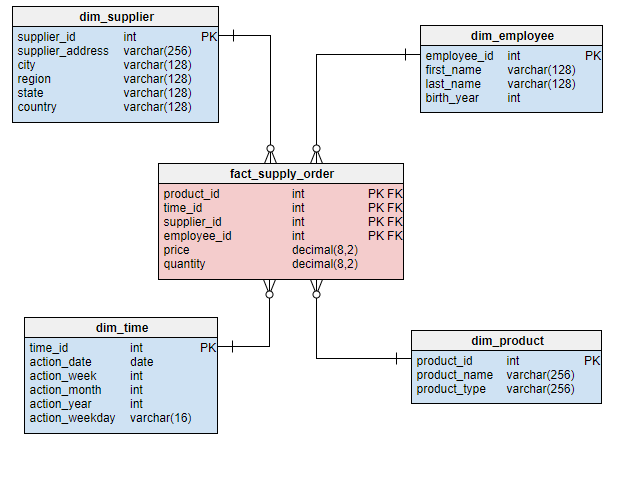 dim_supplier
supplier_id int PK
supplier_address varchar(256)
city varchar(128)
region varchar(128)
state varchar(128)
country varchar(128)
dim_employee
employee_id int PK
first_name varchar(128)
last_name varchar(128)
birth_year int
fact_supply_order
product_id int PK FK
time_id int PK FK
supplier_id int PK FK
employee_id int PK FK
price decimal(8,2)
quantity decimal(8,2)
dim_time
time_id int PK
action_date date
action_week int
action_month int
action_year int
action_weekday varchar(16)
dim_product
product_id int PK
product_name varchar(256)
product_type varchar(256)